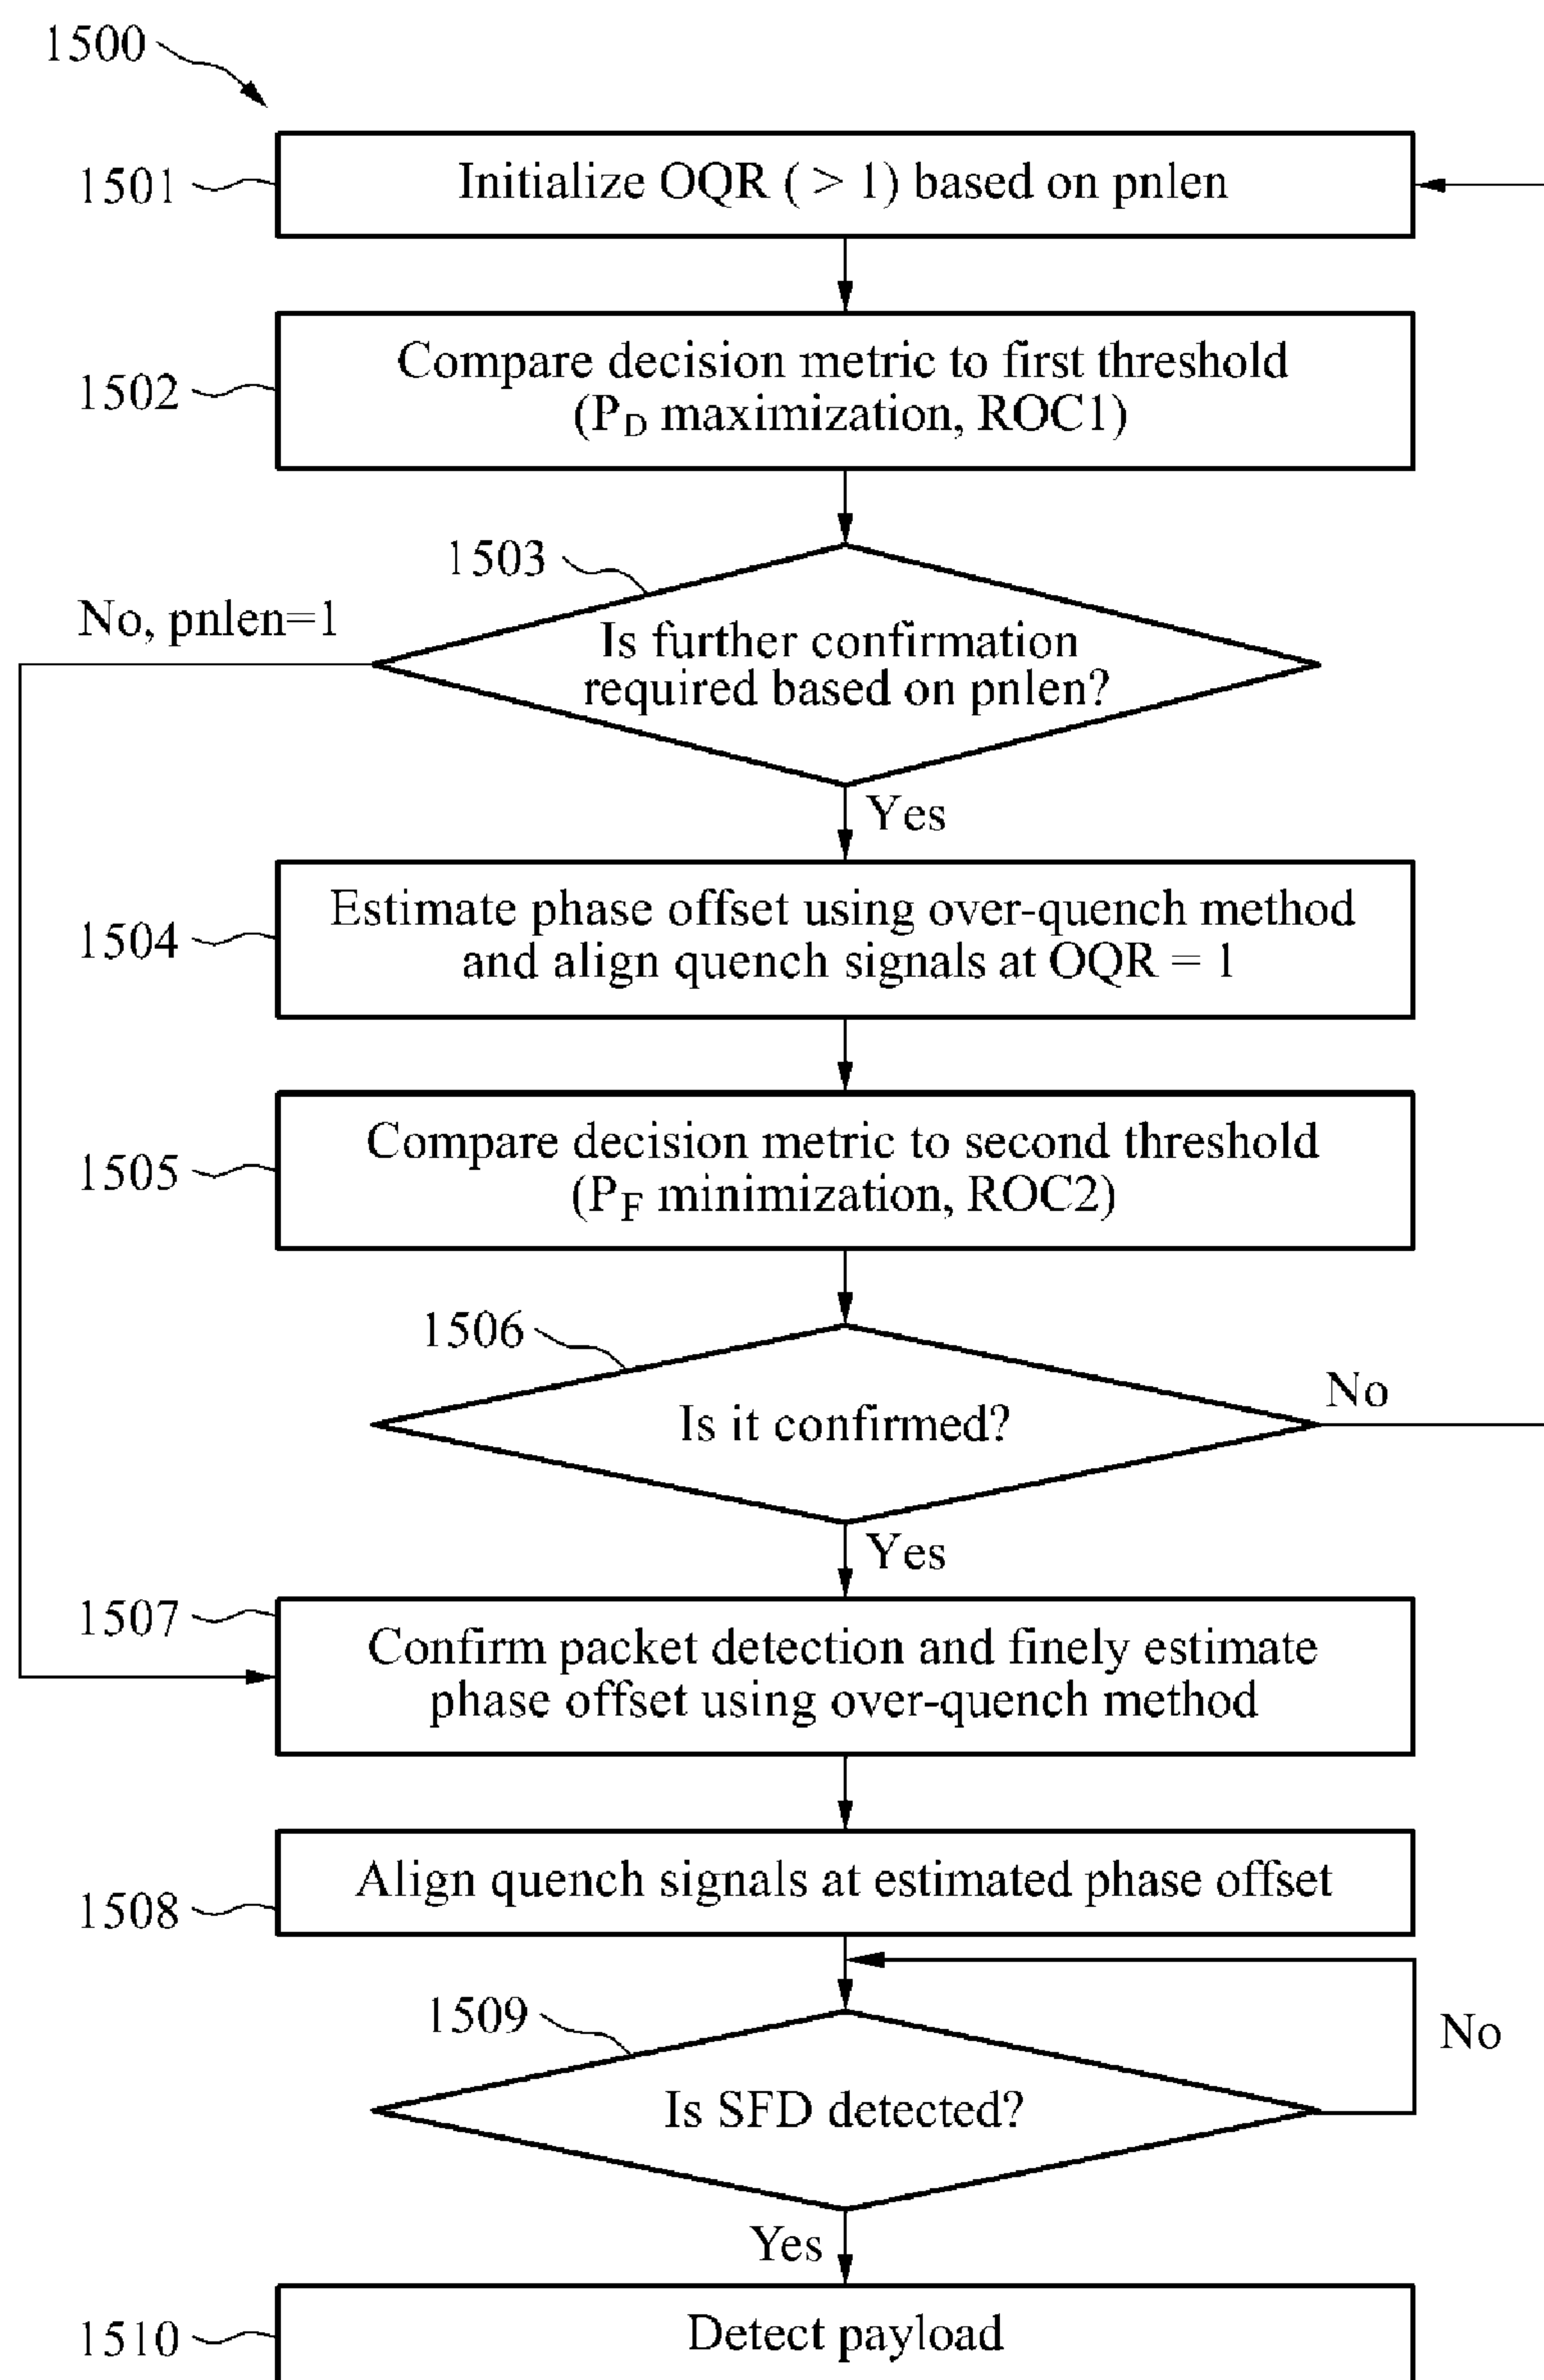 1500
1501
Initialize OQR ( > 1) based on pnlen
1502
Compare decision metric to first threshold
(PD maximization, ROC1)
1503
No, pnlen=1
Is further confirmation
required based on pnlen?
Yes
1504
Estimate phase offset using over-quench method
and align quench signals at OQR = 1
1505
Compare decision metric to second threshold
(PF minimization, ROC2)
1506
Is it confirmed?
No
Yes
1507
Confirm packet detection and finely estimate
phase offset using over-quench method
1508
Align quench signals at estimated phase offset
1509
Is SFD detected?
No
Yes
1510
Detect payload